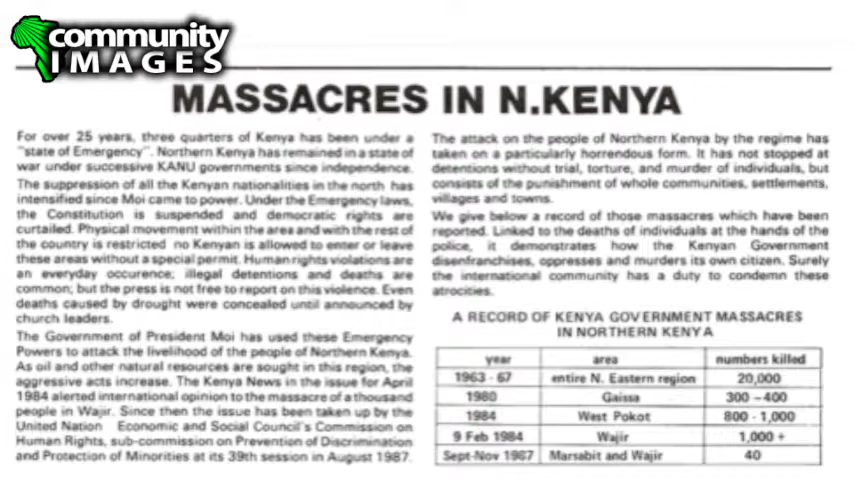 community
IMAGES
MASSACRES IN N.KENYA
For over 25 years, three quarters of Kenya has been under a
"state of Emergency". Northern Kenya has remained in a state of
war under successive KANU governments since independence.
The suppression of all the Kenyan nationalities in the north has
intensified since Moi came to power. Under the Emergency laws,
the Constitution is suspended and democratic rights are
curtailed. Physical movement within the area and with the rest of
the country is restricted no Kenyan is allowed to enter or leave
these areas without a special permit. Human rights violations are
an everyday occurence; illegal detentions and deaths are
common; but the press is not free to report on this violence. Even
deaths caused by drought were concealed until announced by
church leaders.
The Government of President Moi has used these Emergency
Powers to attack the livelihood of the people of Northern Kenya.
As oil and other natural resources are sought in this region, the
aggressive acts increase. The Kenya News in the issue for April
1984 alerted international opinion to the massacre of a thousand
people in Wajir. Since then the issue has been taken up by the
United Nation Economic and Social Council's Commission on
Human Rights, sub-commission on Prevention of Discrimination
and Protection of Minorities at its 39th session in August 1987.
The attack on the people of Northern Kenya by the regime has
taken on a particularly horrendous form. It has not stopped at
detentions without trial, torture, and murder of individuals, but
consists of the punishment of whole communities, settlements,
villages and towns.
We give below a record of those massacres which have been
reported. Linked to the deaths of individuals at the hands of the
police, it demonstrates how the Kenyan Government
disenfranchises, oppresses and murders its own citizen. Surely
the international community has a duty to condemn these
atrocities.
A RECORD OF KENYA GOVERNMENT MASSACRES
IN NORTHERN KENYA
year area numbers killed
1963 - 67 entire N. Eastern region 20,000
1980 Gaissa 300 - 400
1984 West Pokot 800 - 1,000
9 Feb 1984 Wajir 1,000 +
Sept-Nov 1987 Marsabit and Wajir 40